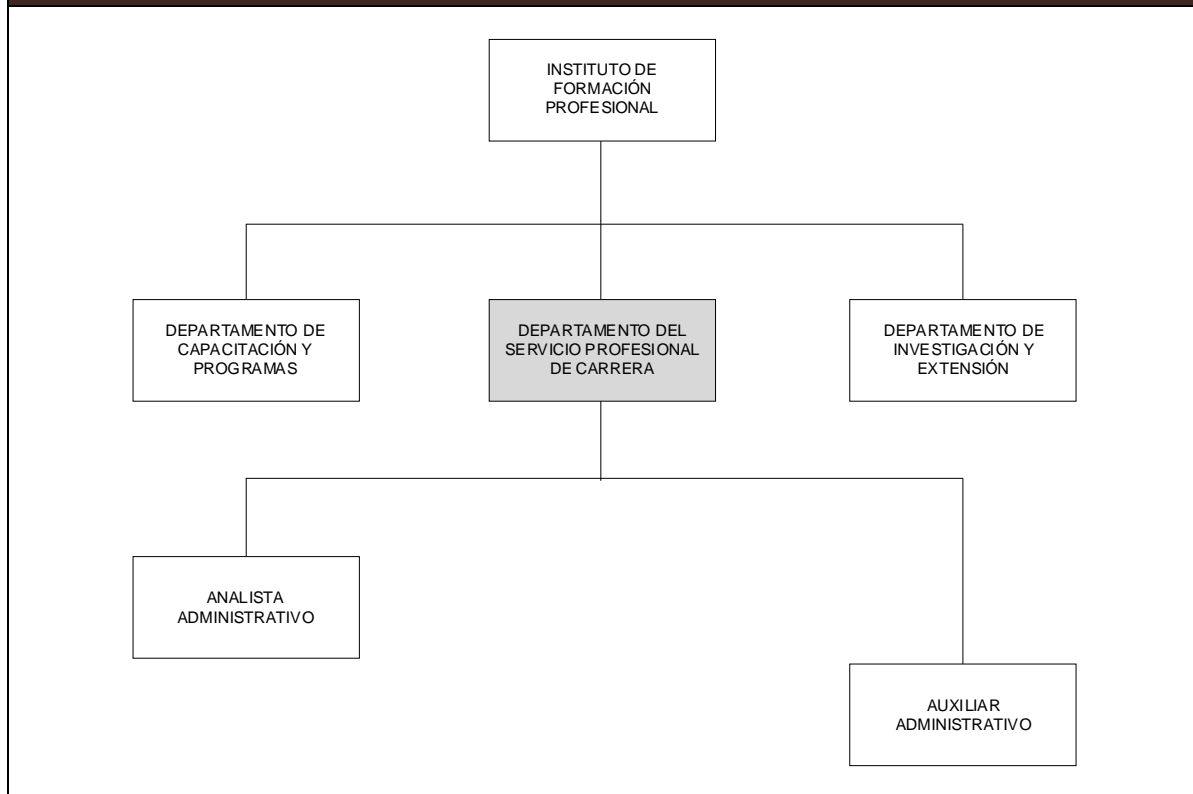 INSTITUTO DE
FORMACIÓN
PROFESIONAL
DEPARTAMENTO DE
CAPACITACIÓN Y
PROGRAMAS
DEPARTAMENTO DEL
SERVICIO PROFESIONAL
DE CARRERA
DEPARTAMENTO DE
INVESTIGACIÓN Y
EXTENSIÓN
ANALISTA
ADMINISTRATIVO
AUXILIAR
ADMINISTRATIVO